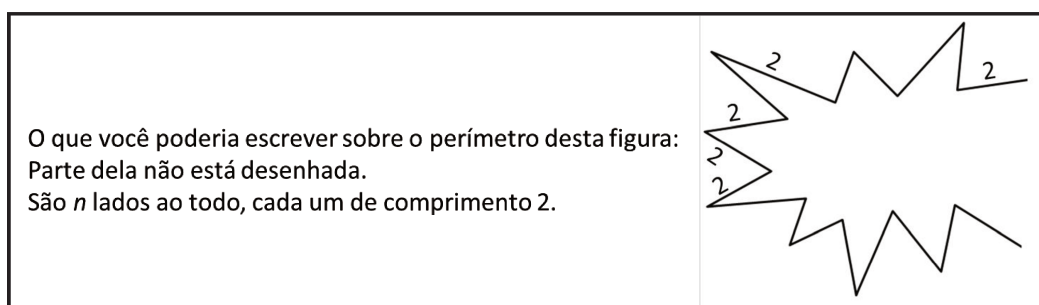 O que você poderia escrever sobre o perímetro desta figura:
Parte dela não está desenhada.
São n lados ao todo, cada um de comprimento 2.
2
2
2
2
2